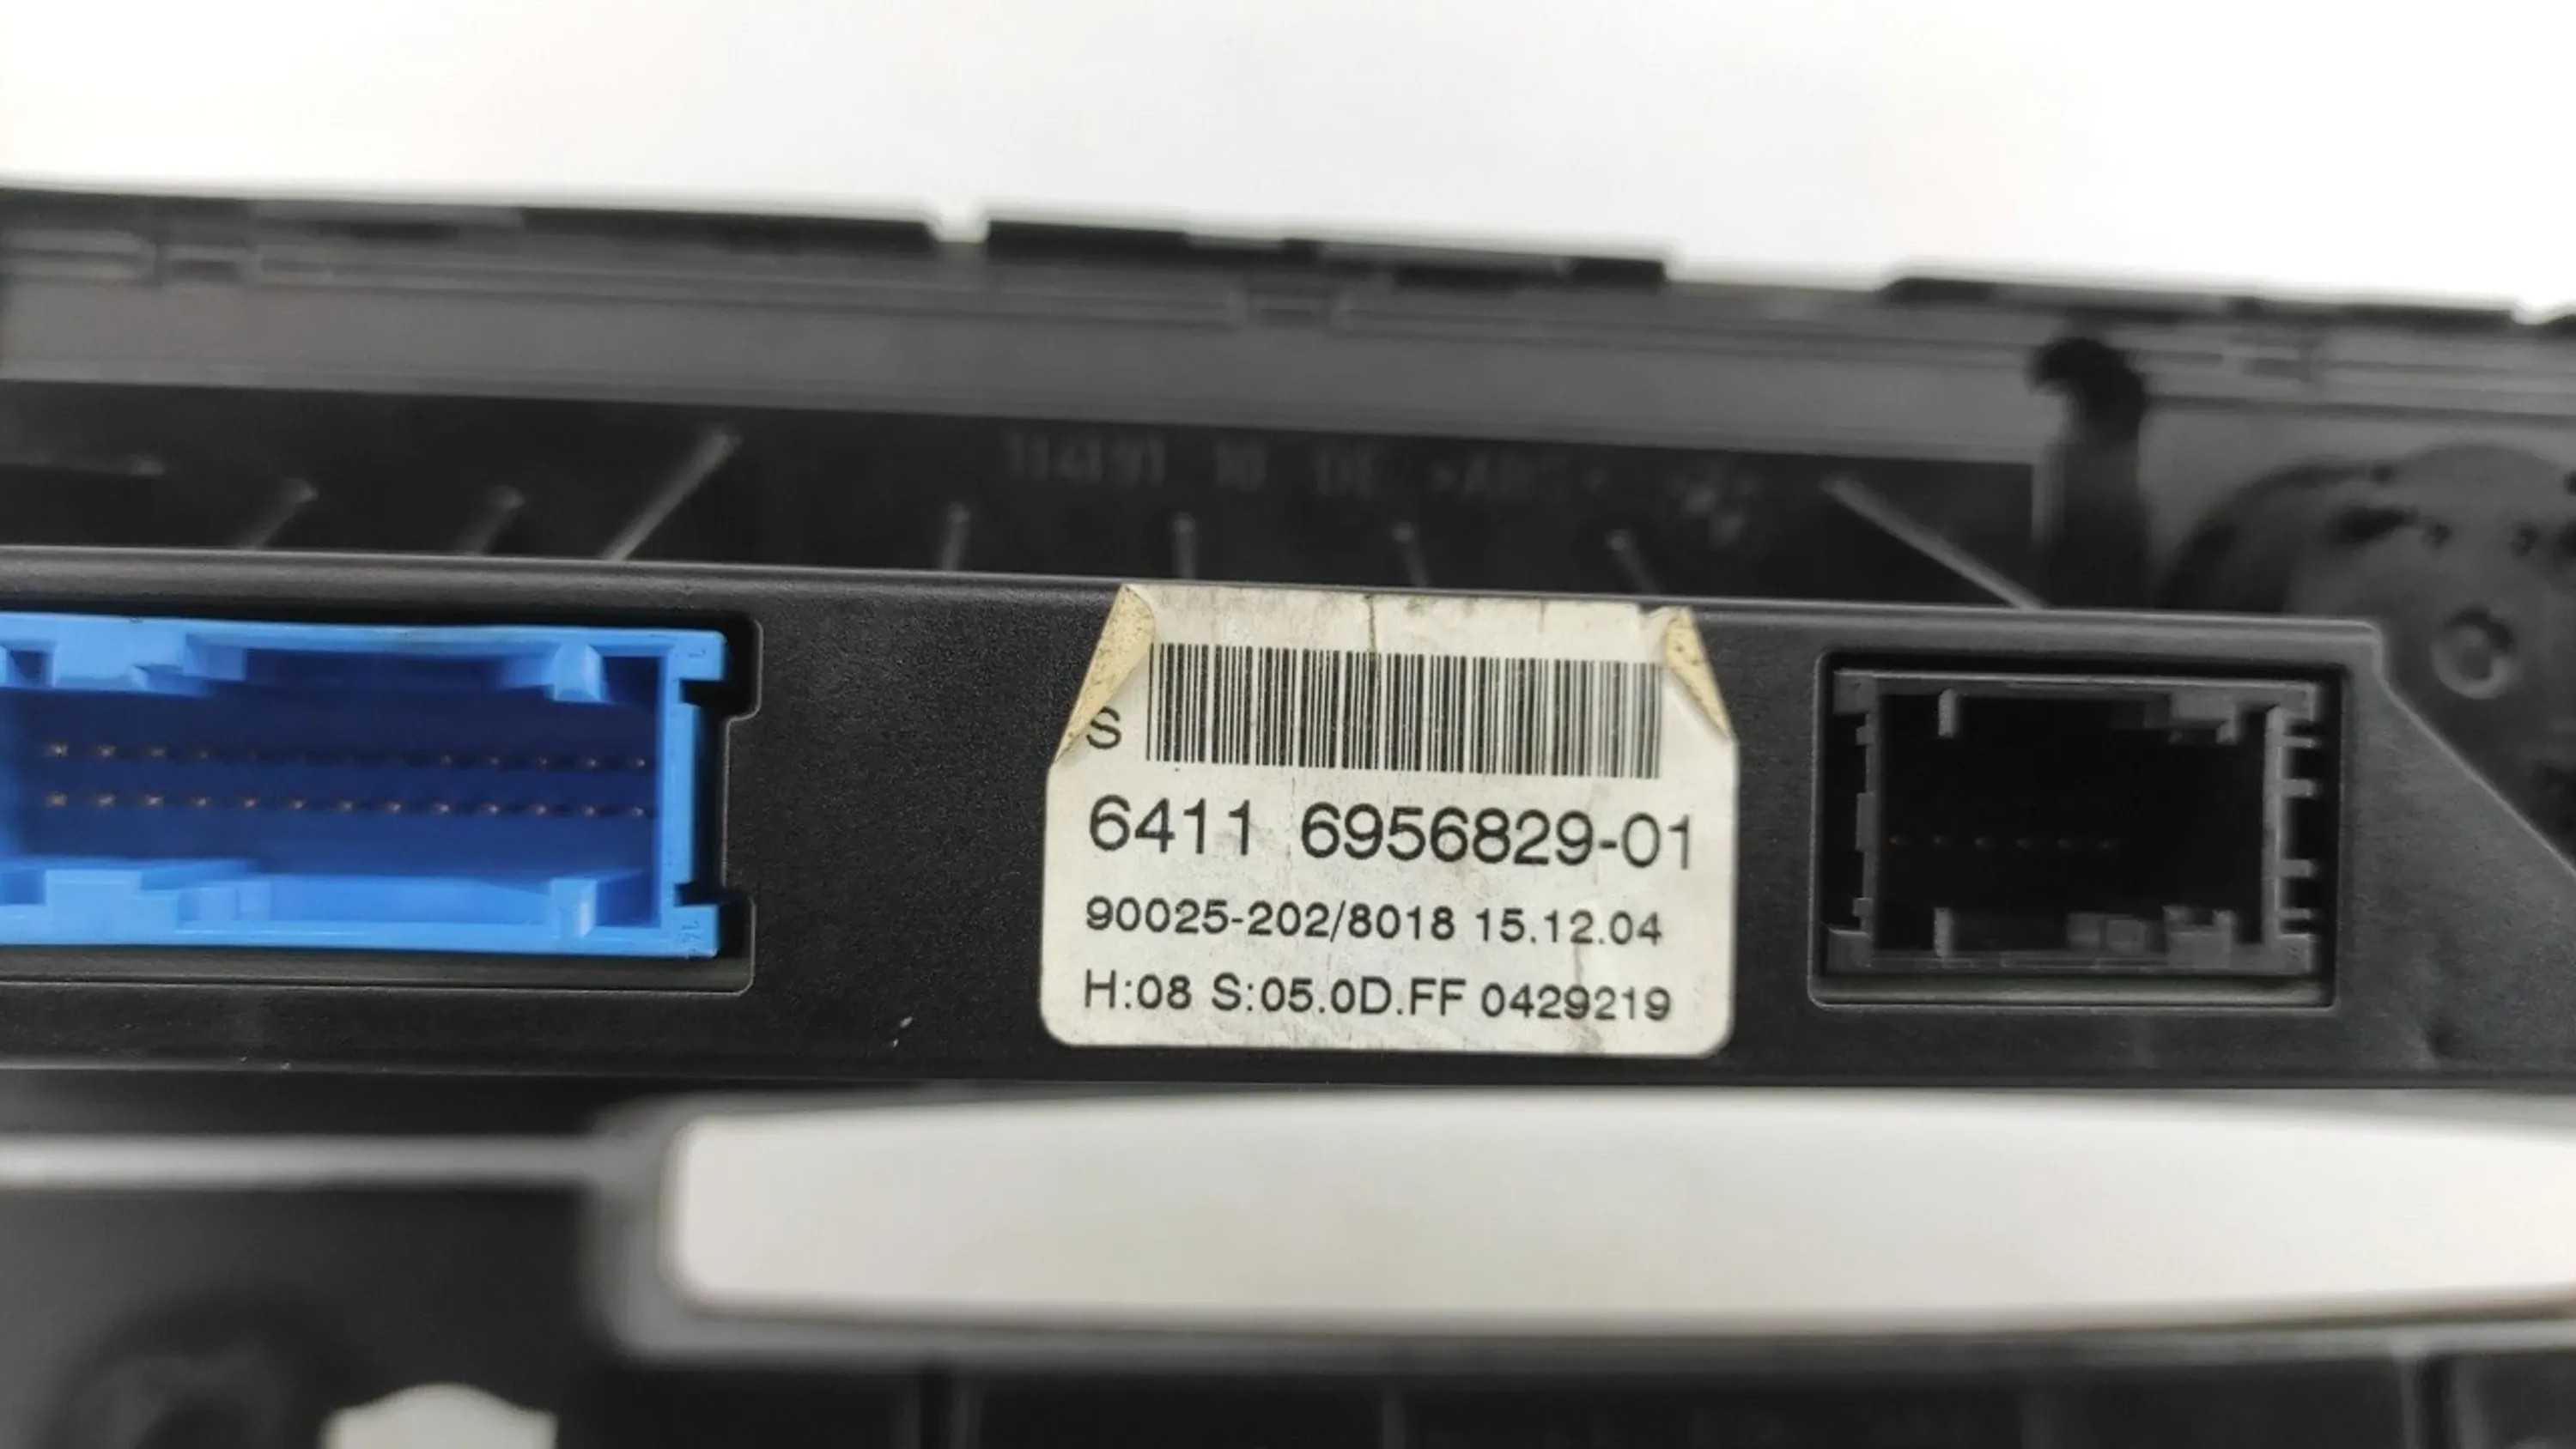 S
6411 6956829-01
90025-202/8018 15.12.04
H:08 S:05.0D.FF 0429219